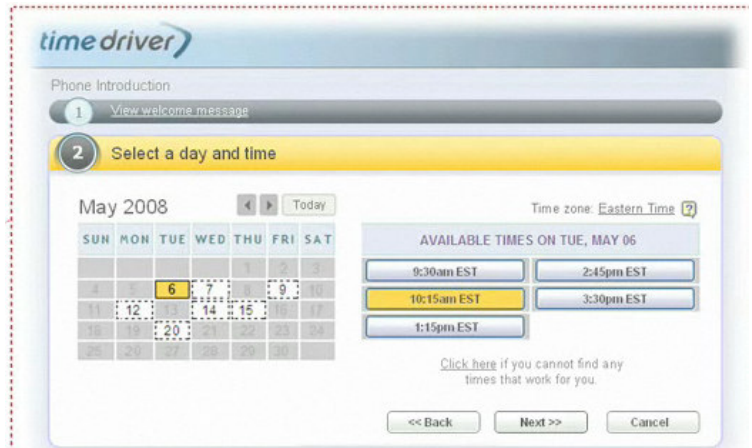 timedriver
Phone Introduction
1 View welcome message
2 Select a day and time
May 2008 Today
Time zone: Eastern Time ?
SUN MON TUE WED THU FRI SAT
AVAILABLE TIMES ON TUE, MAY 06
1 2 3
9:30am EST 2:45pm EST
4 5 6 7 8 9 10
10:15am EST 3:30pm EST
11 12 13 14 15 16 17
1:15pm EST
18 19 20 21 22 23 24
25 26 27 28 29 30
Click here if you cannot find any
times that work for you.
<< Back Next >> Cancel